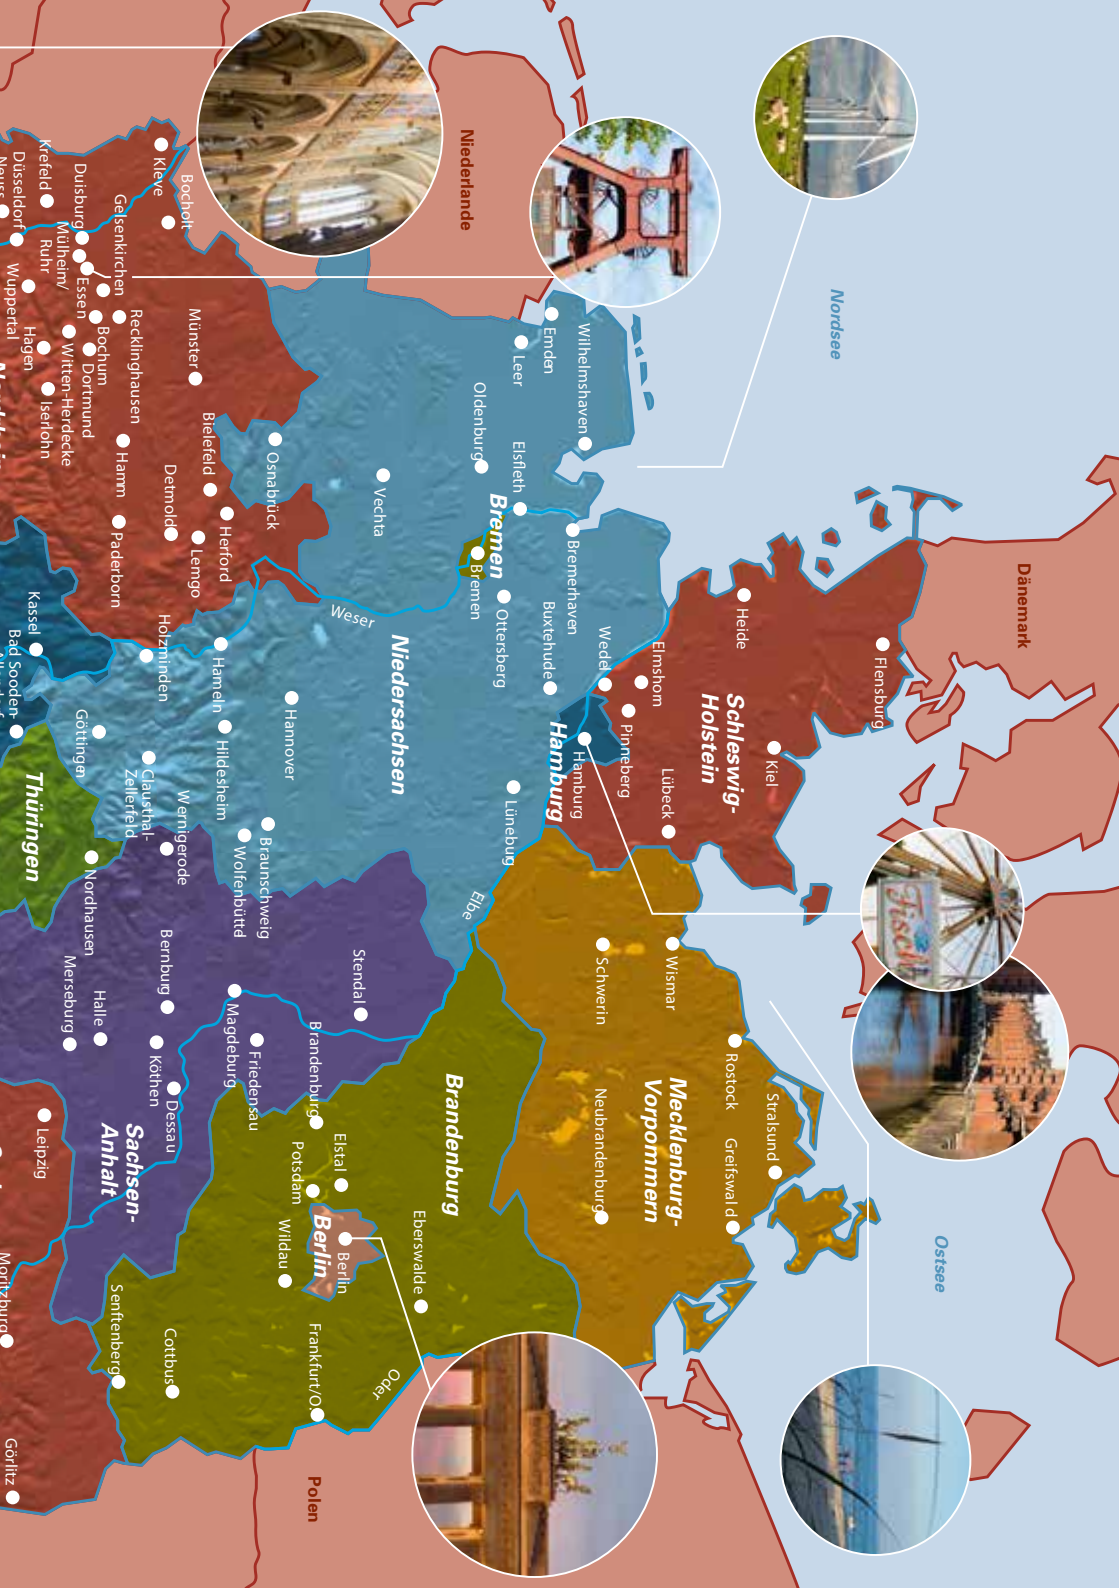 Dänemark
Ostsee
Flensburg
Fisch
Nordsee
Kiel
Stralsund
Heide
Schleswig-
Holstein
Rostock
Greifswald
Wismar
Mecklenburg-
Vorpommern
Lübeck
Elmshorn
Pinneberg
Wedel
Schwerin
Neubrandenburg
Wilhelmshaven
Bremerhaven
Hamburg
Hamburg
Emden
Buxtehude
Leer
Elsfleth
Lüneburg
Bremen
Ottersberg
Oldenburg
Bremen
Elbe
Niederlande
Brandenburg
Eberswalde
Niedersachsen
Vechta
Oder
Weser
Stendal
Elstal
Berlin
Berlin
Brandenburg
Potsdam
Frankfurt/O.
Polen
Hannover
Wildau
Osnabrück
Braunschweig
Friedensau
Wolfenbüttel
Magdeburg
Herford
Hildesheim
Hameln
Bielefeld
Münster
Lemgo
Bocholt
Wernigerode
Detmold
Dessau
Cottbus
Kleve
Holzminden
Bernburg
Köthen
Clausthal-
Zellerfeld
Sachsen-
Anhalt
Recklinghausen
Gelsenkirchen
Hamm
Paderborn
Senftenberg
Bochum
Halle
Dortmund
Nordhausen
Essen
Duisburg
Göttingen
Witten-Herdecke
Merseburg
Mülheim/
Ruhr
Krefeld
Iserlohn
Leipzig
Kassel
Thüringen
Hagen
Düsseldorf
Wuppertal
Bad Sooden-
Görlitz
Moritzburg